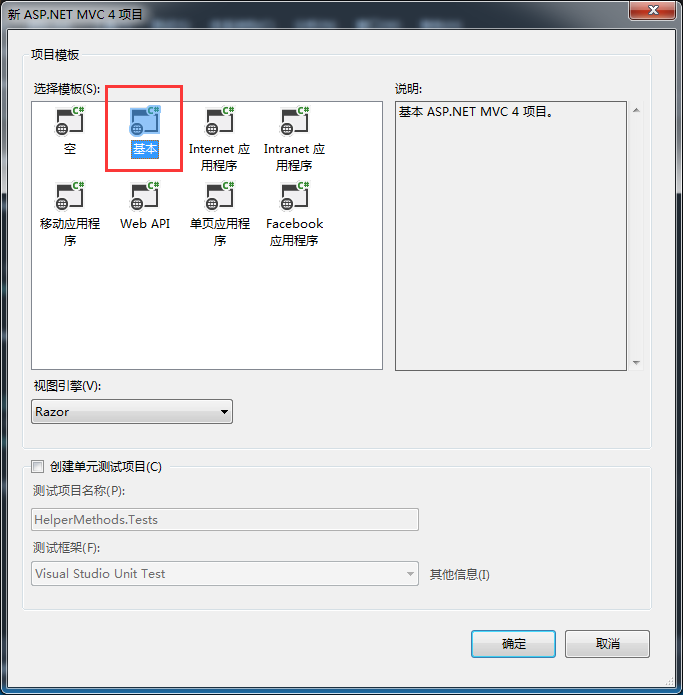 新 ASP.NET MVC 4 项目
项目模板
选择模板(S):
说明:
C# C# C# C#
空 基本 Internet 应用程序 Intranet 应用程序
基本 ASP.NET MVC 4 项目。
C# C# C# C#
移动应用程序 Web API 单页应用程序 Facebook 应用程序
视图引擎(V):
Razor
创建单元测试项目(C)
测试项目名称(P):
HelperMethods.Tests
测试框架(F):
Visual Studio Unit Test
其他信息(I)
确定
取消